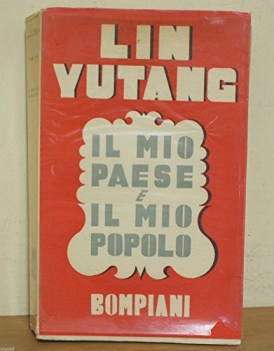 LIN
YUTANG
IL MIO
PAESE
E
IL MIO
POPOLO
BOMPIANI